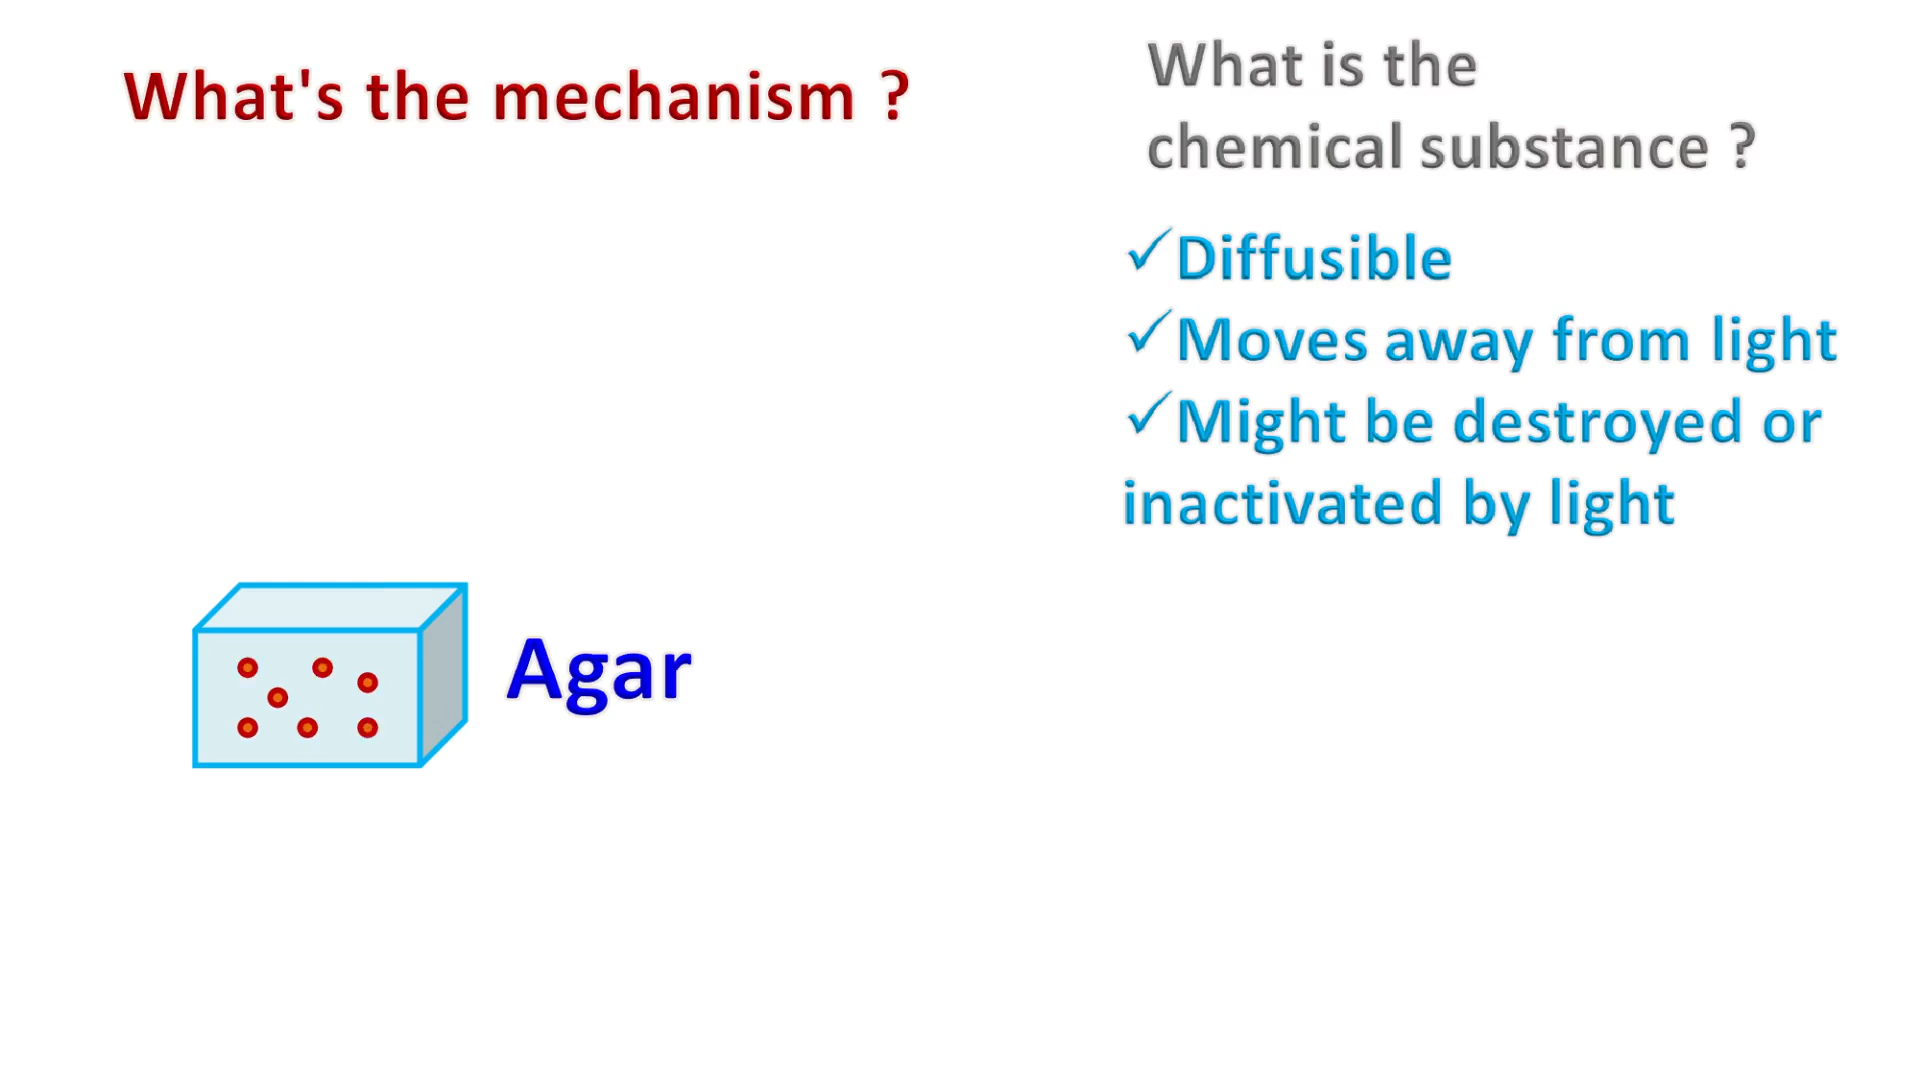 What's the mechanism ?
What is the
chemical substance ?
✓Diffusible
✓Moves away from light
✓Might be destroyed or
inactivated by light
Agar